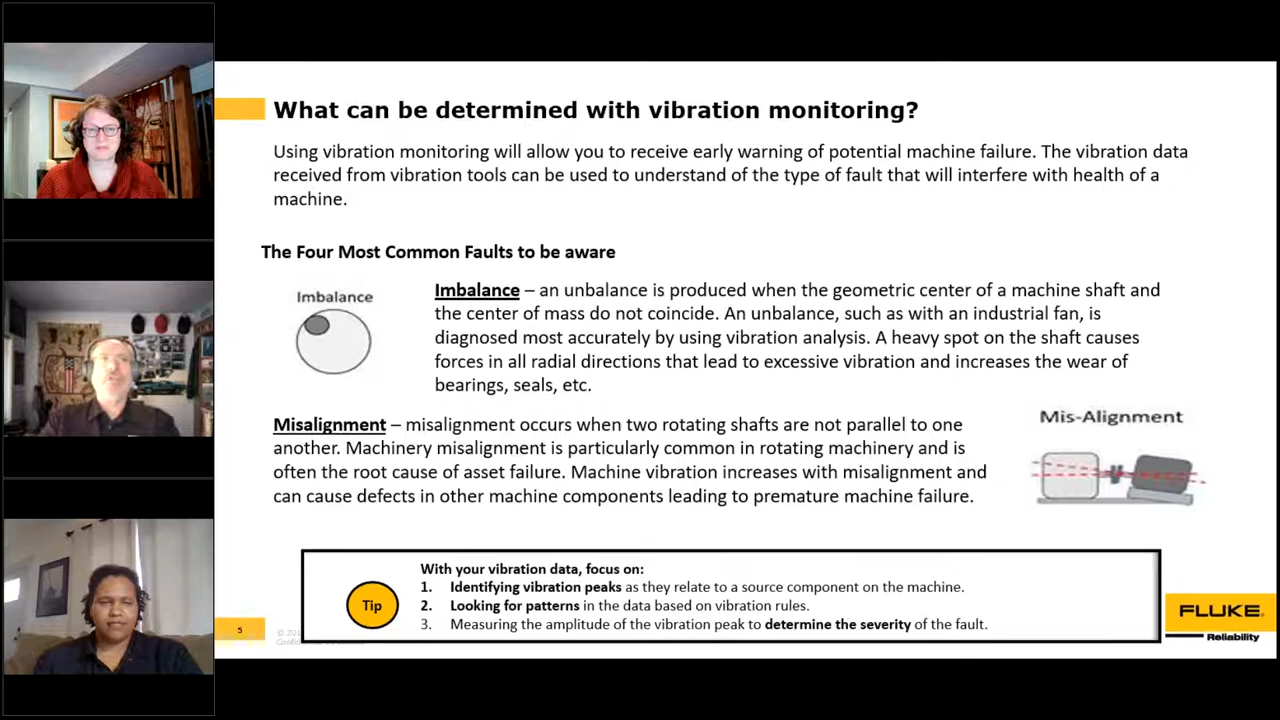 What can be determined with vibration monitoring?
Using vibration monitoring will allow you to receive early warning of potential machine failure. The vibration data
received from vibration tools can be used to understand of the type of fault that will interfere with health of a
machine.
The Four Most Common Faults to be aware
Imbalance
Imbalance – an unbalance is produced when the geometric center of a machine shaft and
the center of mass do not coincide. An unbalance, such as with an industrial fan, is
diagnosed most accurately by using vibration analysis. A heavy spot on the shaft causes
forces in all radial directions that lead to excessive vibration and increases the wear of
bearings, seals, etc.
Misalignment – misalignment occurs when two rotating shafts are not parallel to one
another. Machinery misalignment is particularly common in rotating machinery and is
often the root cause of asset failure. Machine vibration increases with misalignment and
can cause defects in other machine components leading to premature machine failure.
Mis-Alignment
Tip
With your vibration data, focus on:
1. Identifying vibration peaks as they relate to a source component on the machine.
2. Looking for patterns in the data based on vibration rules.
3. Measuring the amplitude of the vibration peak to determine the severity of the fault.
5
FLUKE®
Reliability